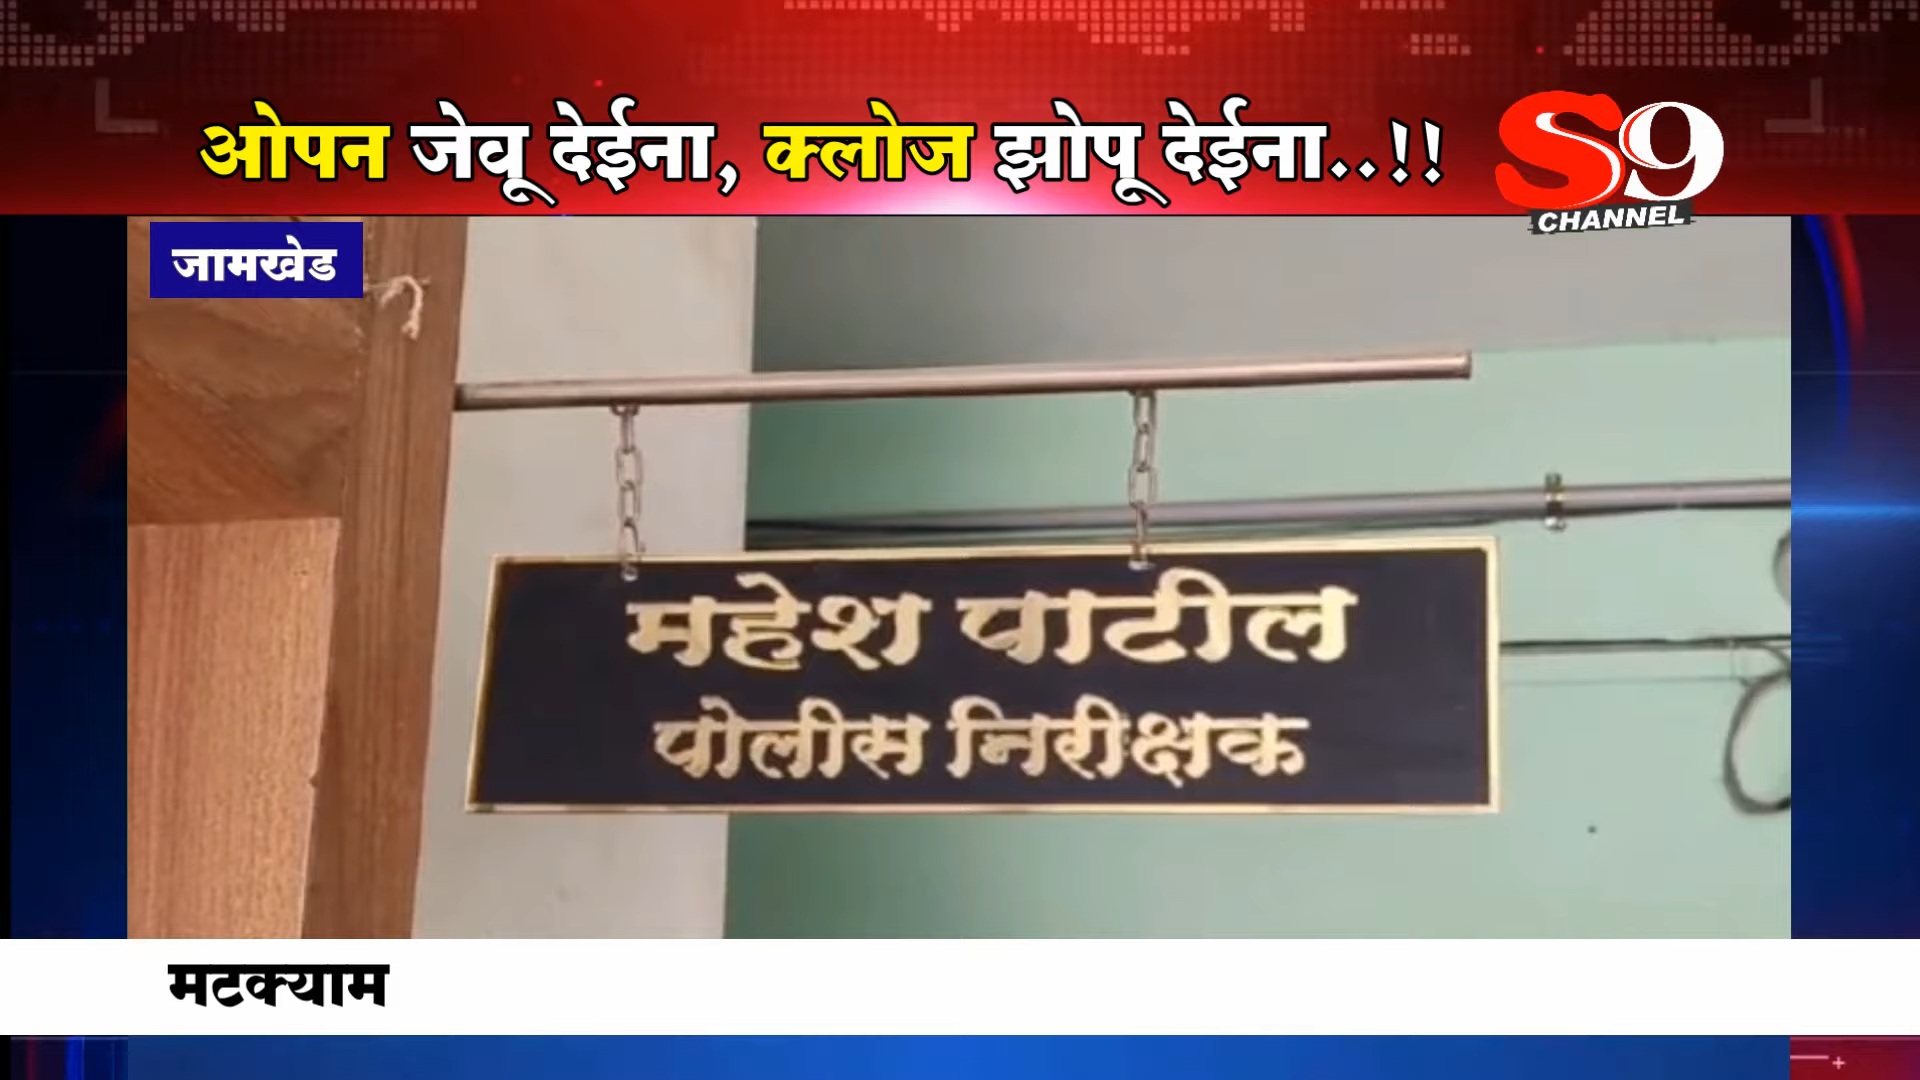 ओपन जेवू देईना, क्लोज झोपू देईना..!!
S9
CHANNEL
जामखेड
महेश पाटील
पोलीस निरीक्षक
मटक्याम